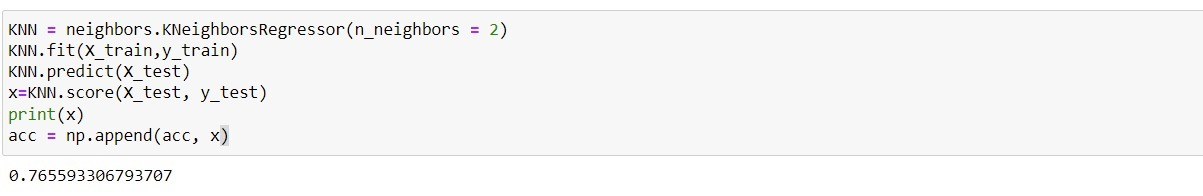 KNN = neighbors.KNeighborsRegressor(n_neighbors = 2)
KNN.fit(X_train,y_train)
KNN.predict(X_test)
x=KNN.score(X_test, y_test)
print(x)
acc = np.append(acc, x)
0.765593306793707